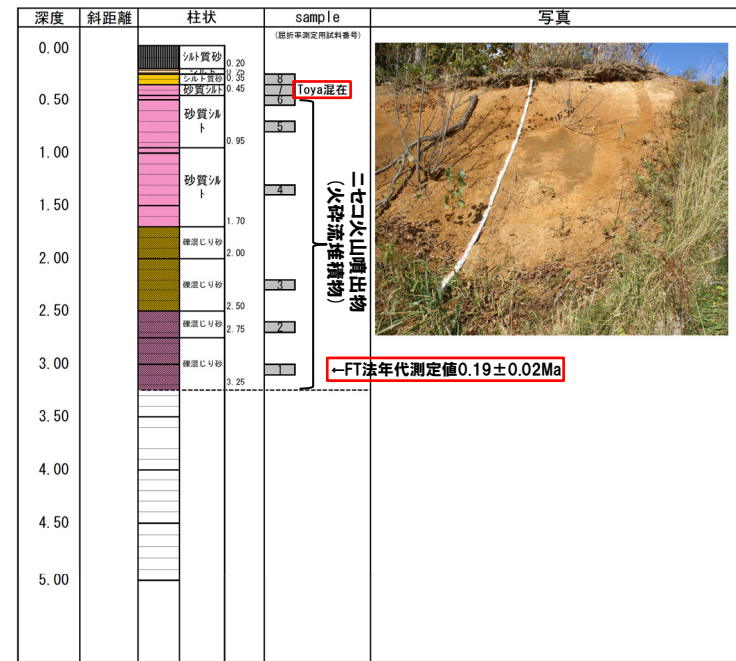 深度 斜距離 柱状 sample 写真
(屈折率測定用試料番号)
0.00
シルト質砂
0.20
シルト
0.25
シルト質砂
0.35
8
砂質シルト
0.45
7
Toya混在
0.50
6
砂質シルト
5
0.95
1.00
砂質シルト
4
1.50
1.70
礫混じり砂
2.00
2.00
礫混じり砂
3
2.50
2.50
礫混じり砂
2
2.75
3.00
礫混じり砂
1
←FT法年代測定値0.19±0.02Ma
3.25
ニセコ火山噴出物
(火砕流堆積物)
3.50
4.00
4.50
5.00